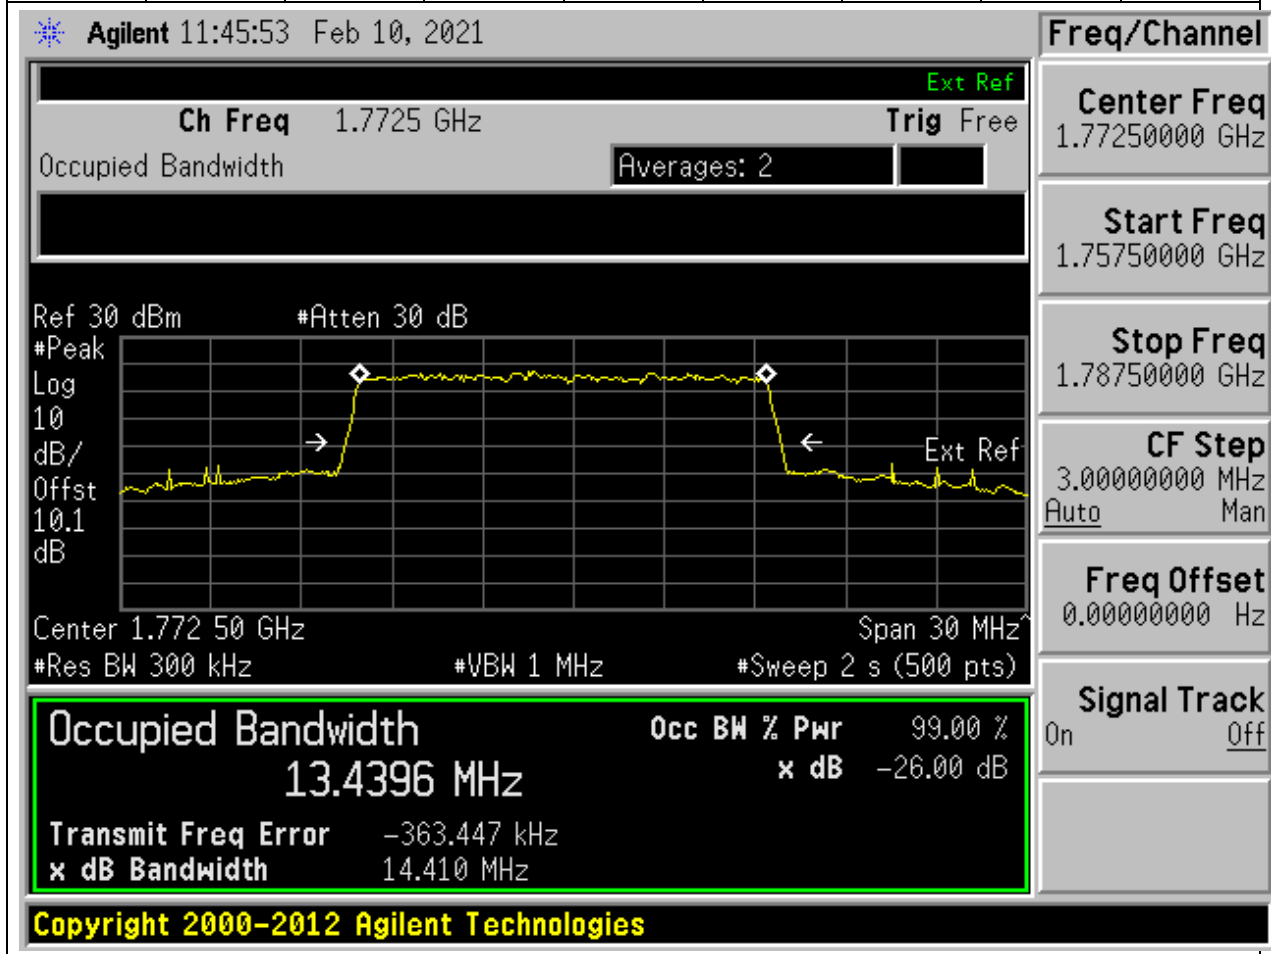 Agilent 11:45:53 Feb 10, 2021
Freq/Channel
Ext Ref
Ch Freq 1.7725 GHz Trig Free
Occupied Bandwidth Averages: 2
Center Freq
1.77250000 GHz
Start Freq
1.75750000 GHz
Stop Freq
1.78750000 GHz
CF Step
3.00000000 MHz
Auto Man
Freq Offset
0.00000000 Hz
Signal Track
On Off
Ref 30 dBm #Atten 30 dB
#Peak
Log
10
dB/
Offst
10.1
dB
Ext Ref
Center 1.772 50 GHz Span 30 MHz^
#Res BW 300 kHz #VBW 1 MHz #Sweep 2 s (500 pts)
Occupied Bandwidth Occ BW % Pwr 99.00 %
13.4396 MHz x dB -26.00 dB
Transmit Freq Error -363.447 kHz
x dB Bandwidth 14.410 MHz
Copyright 2000-2012 Agilent Technologies